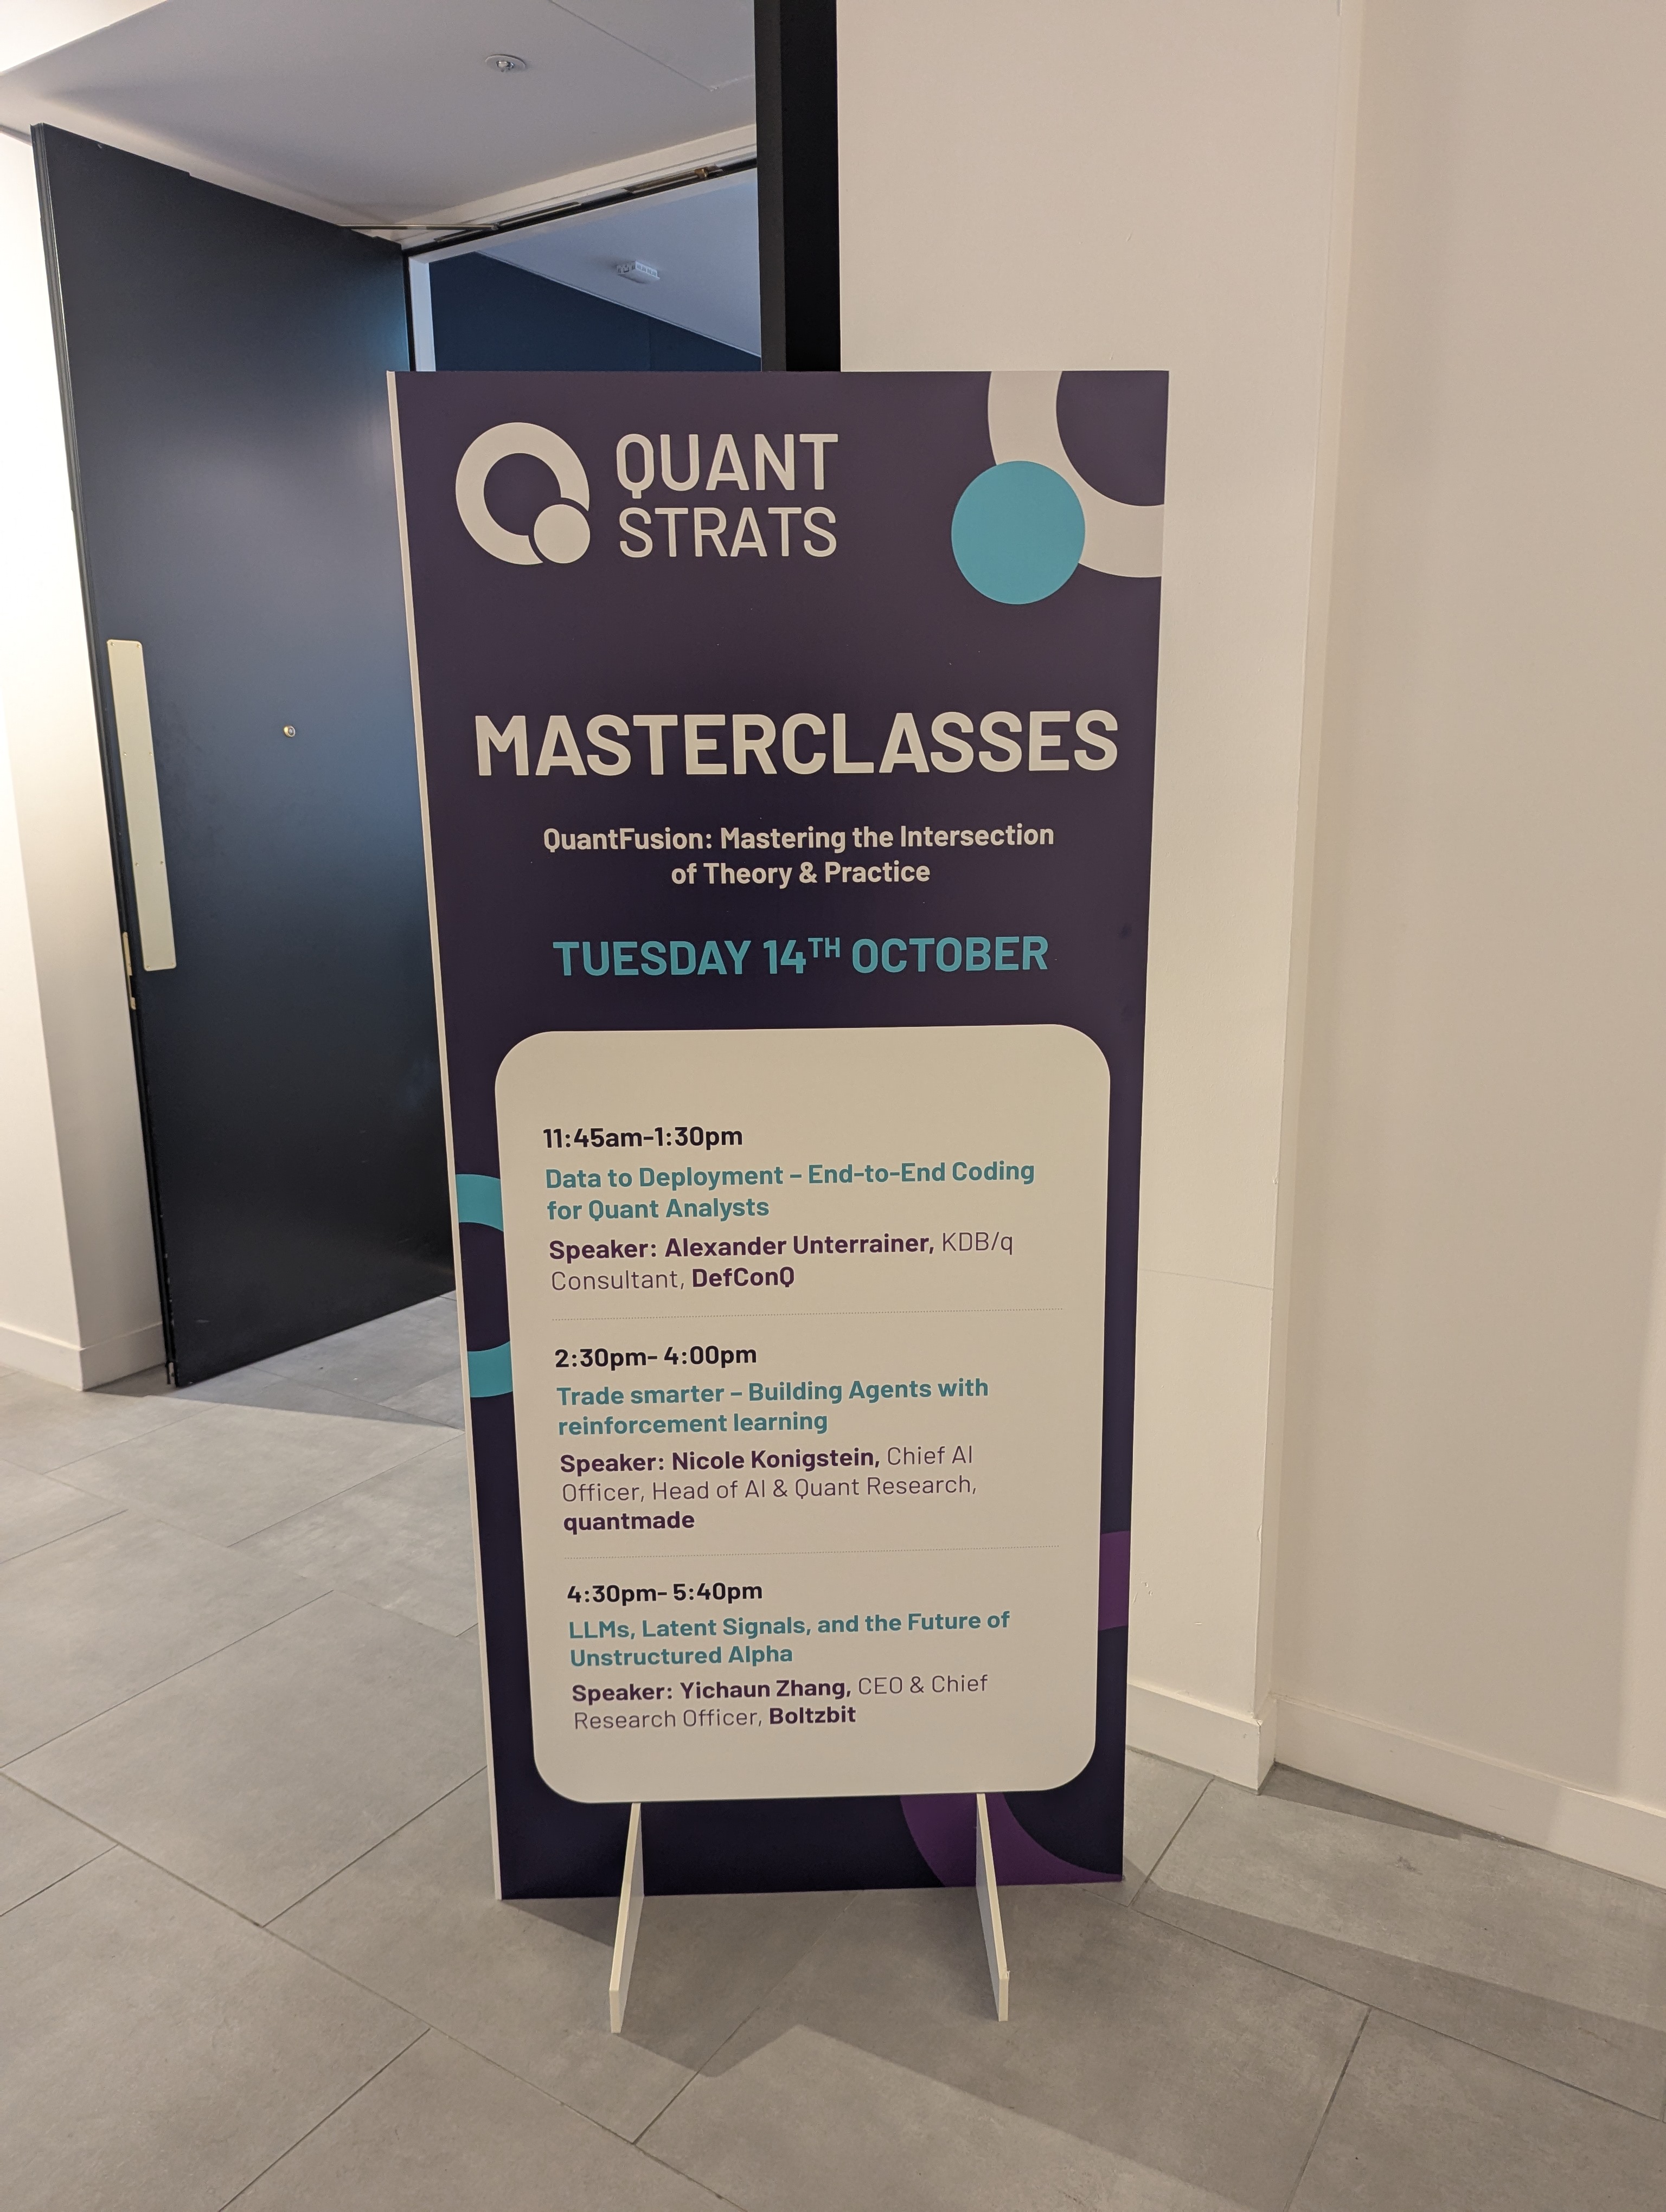 QUANT
STRATS
MASTERCLASSES
QuantFusion: Mastering the Intersection
of Theory & Practice
TUESDAY 14TH OCTOBER
11:45am-1:30pm
Data to Deployment – End-to-End Coding
for Quant Analysts
Speaker: Alexander Unterrainer, KDB/q
Consultant, DefConQ
2:30pm- 4:00pm
Trade smarter – Building Agents with
reinforcement learning
Speaker: Nicole Konigstein, Chief AI
Officer, Head of AI & Quant Research,
quantmade
4:30pm- 5:40pm
LLMs, Latent Signals, and the Future of
Unstructured Alpha
Speaker: Yichaun Zhang, CEO & Chief
Research Officer, Boltzbit